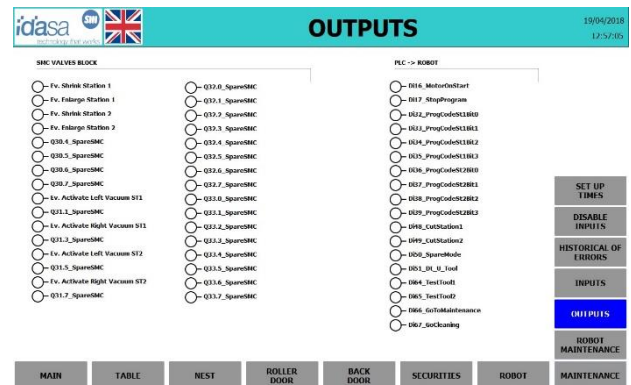 idasa
technology that works
SMI
OUTPUTS
19/04/2018
12:57:05
SMC VALVES BLOCK
Ev. Shrink Station 1
Ev. Enlarge Station 1
Ev. Shrink Station 2
Ev. Enlarge Station 2
Q30.4_SpareSMC
Q30.5_SpareSMC
Q30.6_SpareSMC
Q30.7_SpareSMC
Ev. Activate Left Vacuum ST1
Q31.1_SpareSMC
Ev. Activate Right Vacuum ST1
Q31.3_SpareSMC
Ev. Activate Left Vacuum ST2
Q31.5_SpareSMC
Ev. Activate Right Vacuum ST2
Q31.7_SpareSMC
Q32.0_SpareSMC
Q32.1_SpareSMC
Q32.2_SpareSMC
Q32.3_SpareSMC
Q32.4_SpareSMC
Q32.5_SpareSMC
Q32.6_SpareSMC
Q32.7_SpareSMC
Q33.0_SpareSMC
Q33.1_SpareSMC
Q33.2_SpareSMC
Q33.3_SpareSMC
Q33.4_SpareSMC
Q33.5_SpareSMC
Q33.6_SpareSMC
Q33.7_SpareSMC
PLC -> ROBOT
DI16_MotorOnStart
DI17_StopProgram
DI32_ProgCodeSt1Bit0
DI33_ProgCodeSt1Bit1
DI34_ProgCodeSt1Bit2
DI35_ProgCodeSt1Bit3
DI36_ProgCodeSt2Bit0
DI37_ProgCodeSt2Bit1
DI38_ProgCodeSt2Bit2
DI39_ProgCodeSt2Bit3
DI48_CutStation1
DI49_CutStation2
DI50_SpareMode
DI51_Dt_U_Tool
DI64_TestTool1
DI65_TestTool2
DI66_GoToMaintenance
DI67_GoCleaning
SET UP
TIMES
DISABLE
INPUTS
HISTORICAL OF
ERRORS
INPUTS
OUTPUTS
ROBOT
MAINTENANCE
MAIN
TABLE
NEST
ROLLER
DOOR
BACK
DOOR
SECURITIES
ROBOT
MAINTENANCE